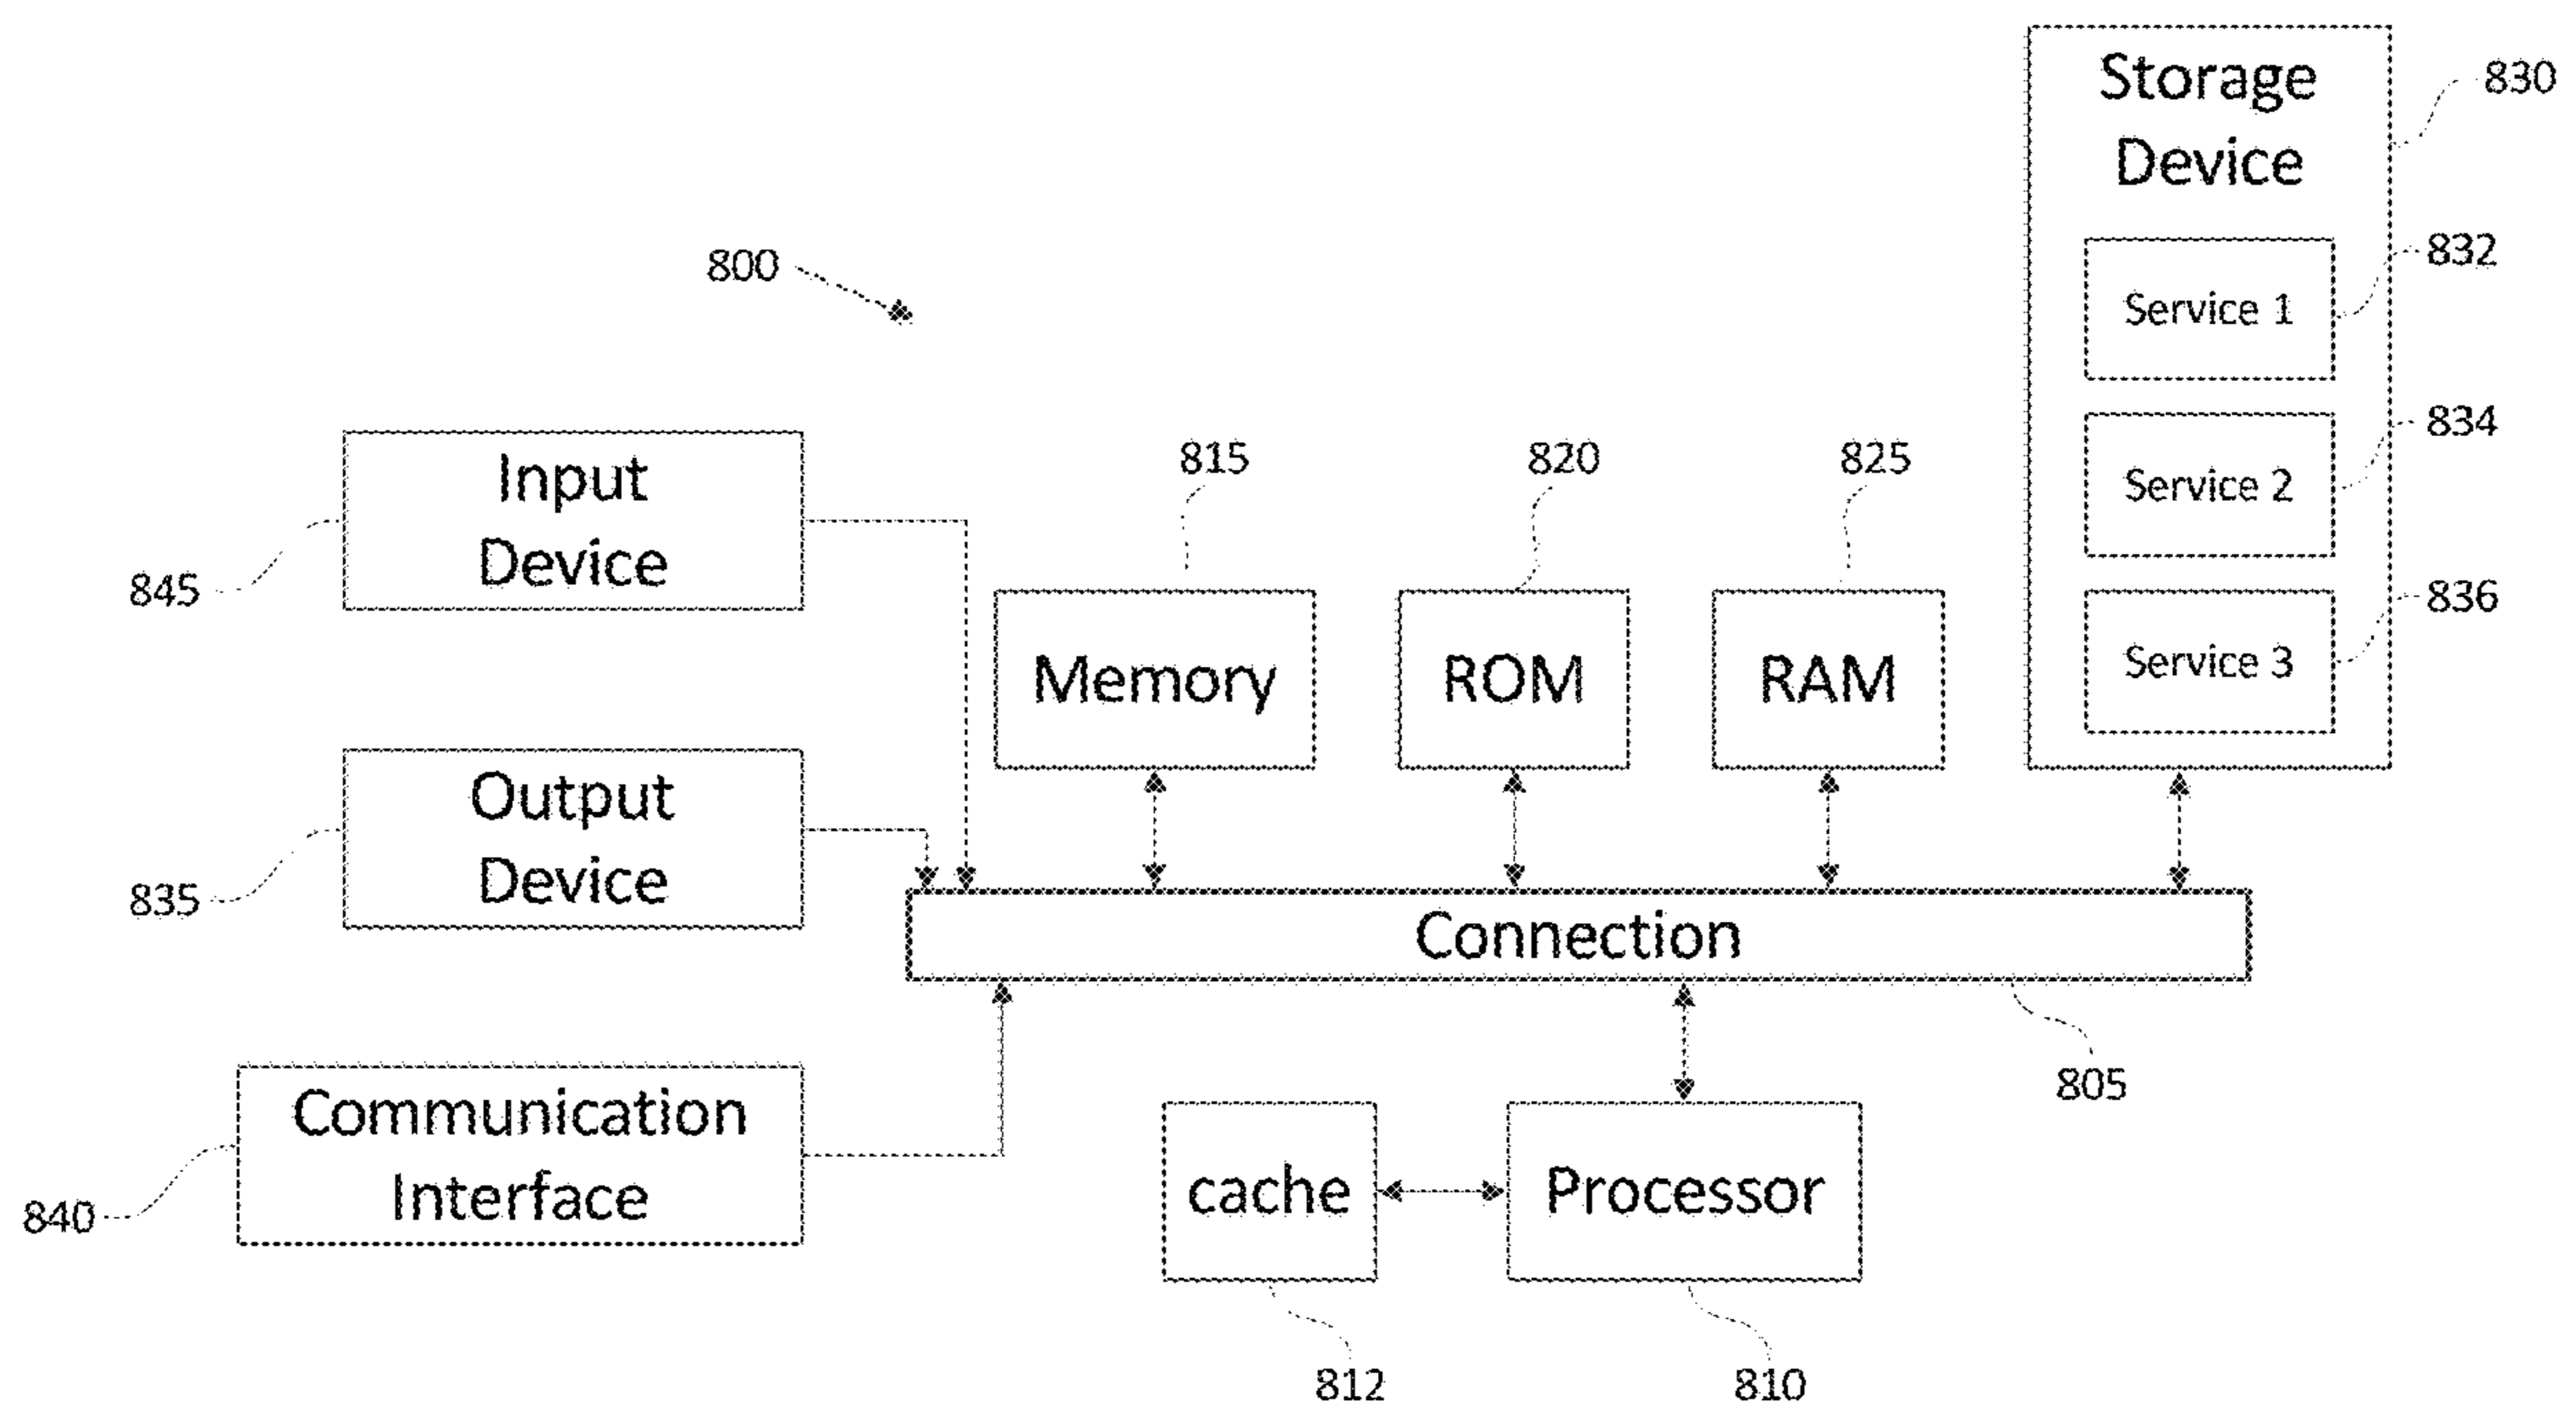 Storage
Device
830
832
800
Service 1
834
Input
Device
815
820
825
Service 2
845
836
Memory
ROM
RAM
Service 3
Output
Device
835
Connection
805
Communication
Interface
840
cache
Processor
812
810